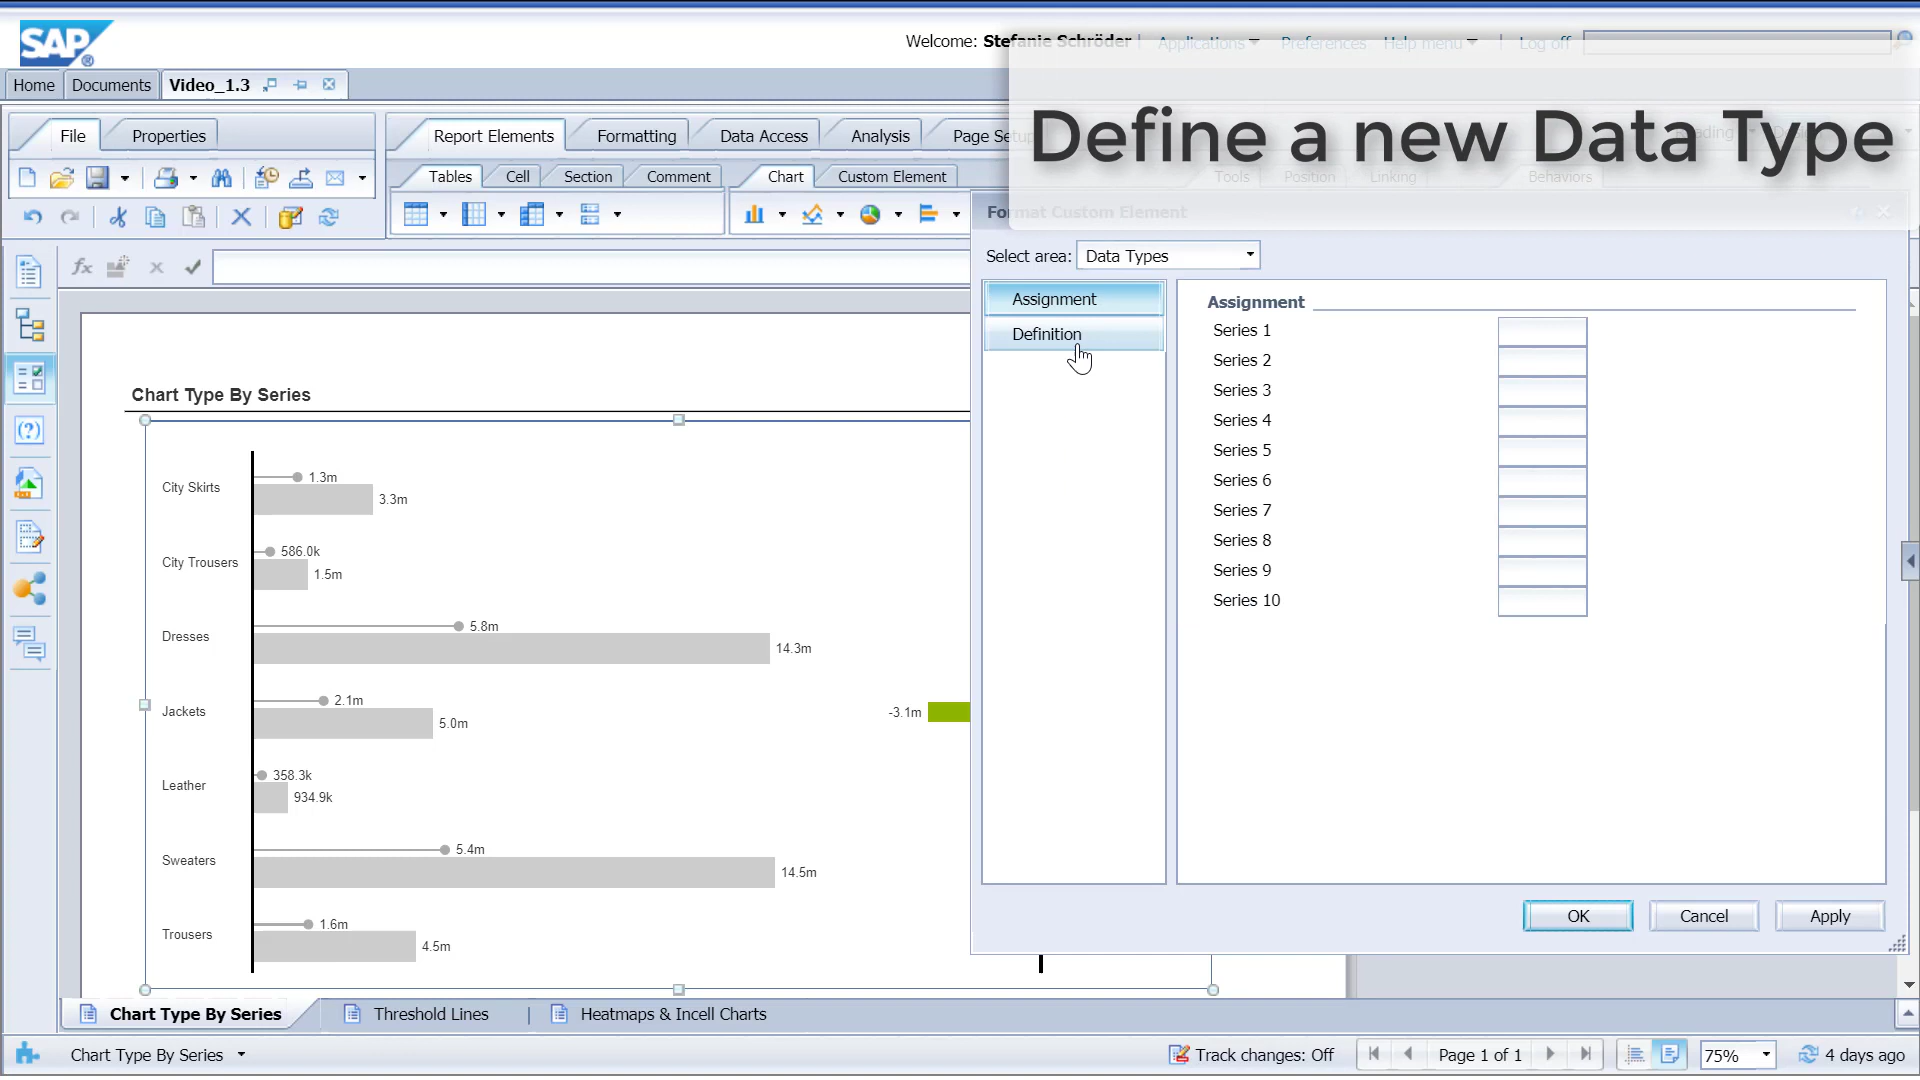 SAP®
Welcome: Stefanie Schröder
Applications
Preferences
Help menu
Log off
Home
Documents
Video_1.3
Define a new Data Type
File
Properties
Report Elements
Formatting
Data Access
Analysis
Page Setup
Reading
Tables
Cell
Section
Comment
Chart
Custom Element
Tools
Position
Linking
Behaviors
Format Custom Element
Select area: Data Types
Assignment
Definition
Assignment
Series 1
Series 2
Series 3
Series 4
Series 5
Series 6
Series 7
Series 8
Series 9
Series 10
OK
Cancel
Apply
fx
Chart Type By Series
City Skirts
1.3m
3.3m
City Trousers
586.0k
1.5m
Dresses
5.8m
14.3m
Jackets
2.1m
5.0m
-3.1m
Leather
358.3k
934.9k
Sweaters
5.4m
14.5m
Trousers
1.6m
4.5m
Chart Type By Series
Threshold Lines
Heatmaps & Incell Charts
Chart Type By Series
Track changes: Off
Page 1 of 1
75%
4 days ago